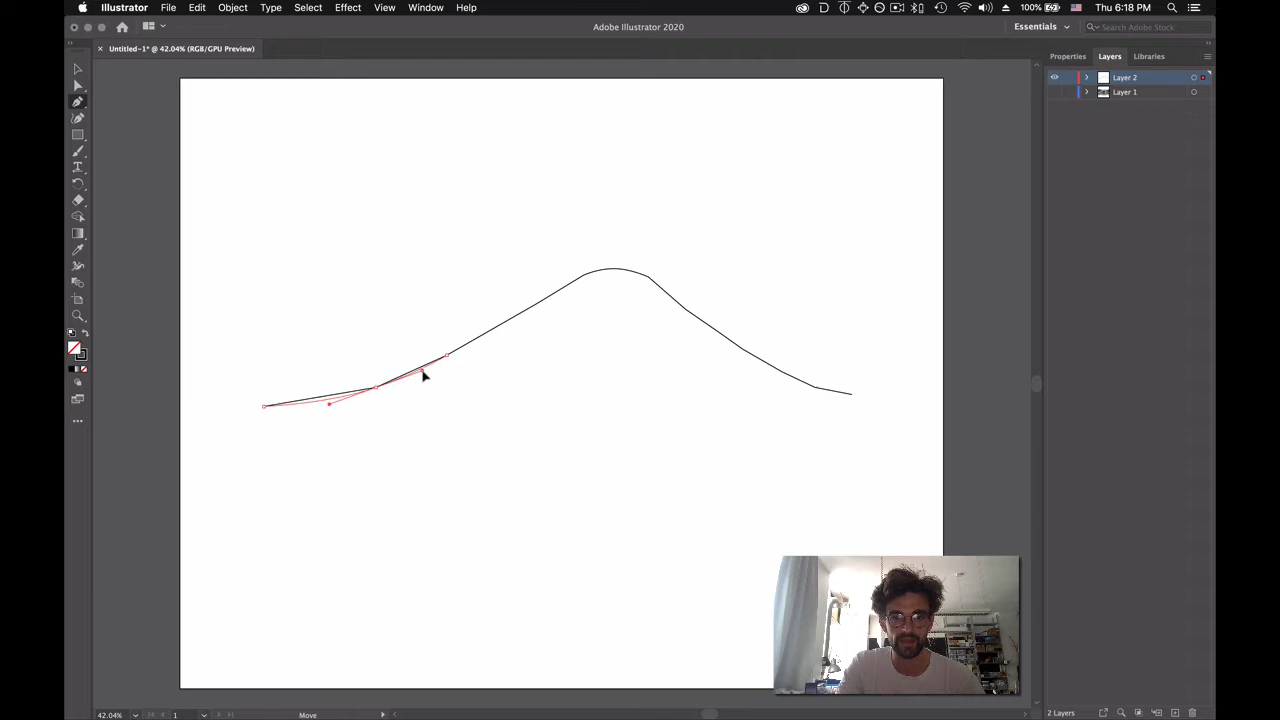 Illustrator File Edit Object Type Select Effect View Window Help 100% Thu 6:18 PM
Adobe Illustrator 2020 Essentials Search Adobe Stock
× Untitled-1* @ 42.04% (RGB/GPU Preview)
Properties Layers Libraries
Layer 2
Layer 1
42.04% 1 Move 2 Layers